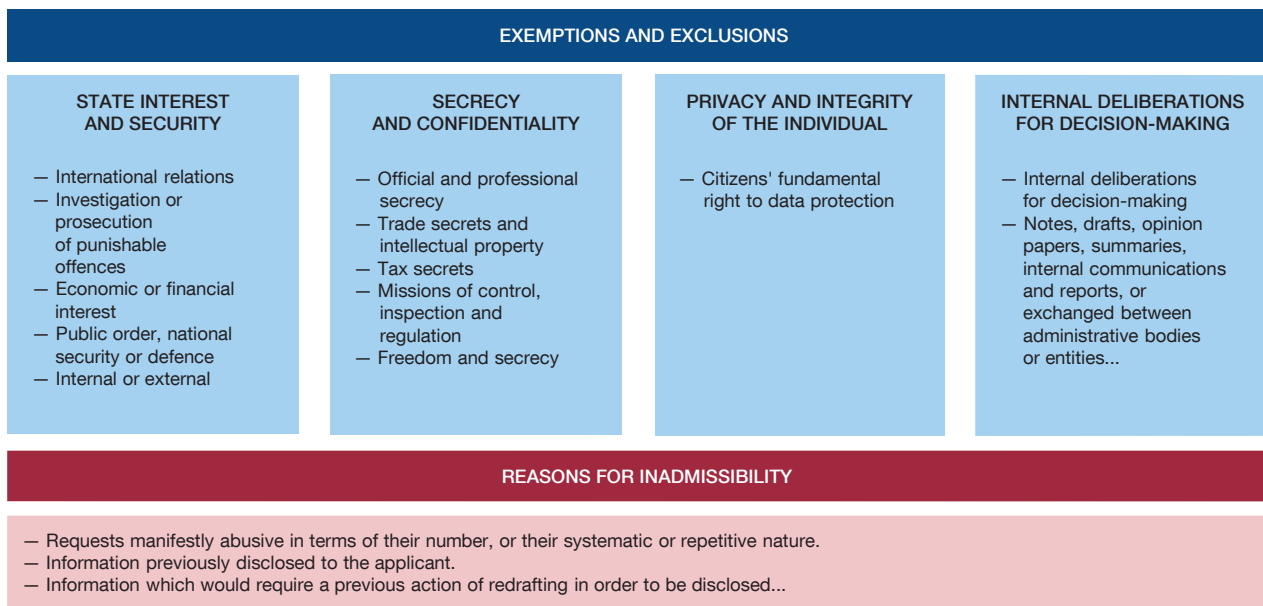 EXEMPTIONS AND EXCLUSIONS
STATE INTEREST
AND SECURITY
— International relations
— Investigation or
prosecution
of punishable
offences
— Economic or financial
interest
— Public order, national
security or defence
— Internal or external
SECRECY
AND CONFIDENTIALITY
— Official and professional
secrecy
— Trade secrets and
intellectual property
— Tax secrets
— Missions of control,
inspection and
regulation
— Freedom and secrecy
PRIVACY AND INTEGRITY
OF THE INDIVIDUAL
— Citizens' fundamental
right to data protection
INTERNAL DELIBERATIONS
FOR DECISION-MAKING
— Internal deliberations
for decision-making
— Notes, drafts, opinion
papers, summaries,
internal communications
and reports, or
exchanged between
administrative bodies
or entities...
REASONS FOR INADMISSIBILITY
— Requests manifestly abusive in terms of their number, or their systematic or repetitive nature.
— Information previously disclosed to the applicant.
— Information which would require a previous action of redrafting in order to be disclosed...